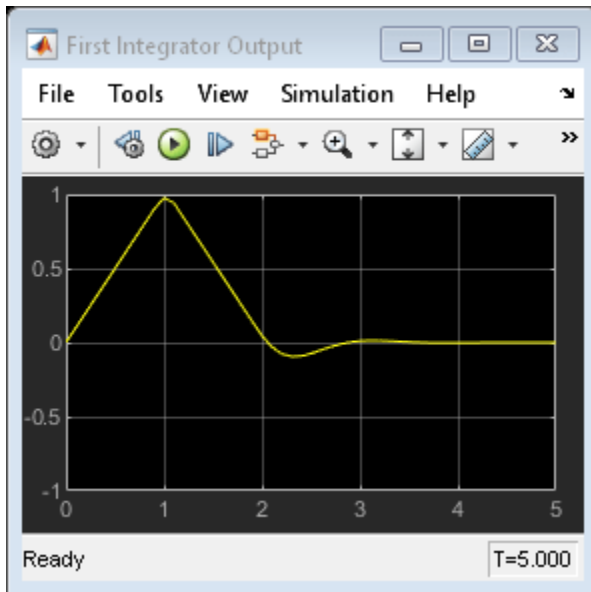 First Integrator Output
File Tools View Simulation Help
1
0.5
0
-0.5
-1
0 1 2 3 4 5
Ready T=5.000